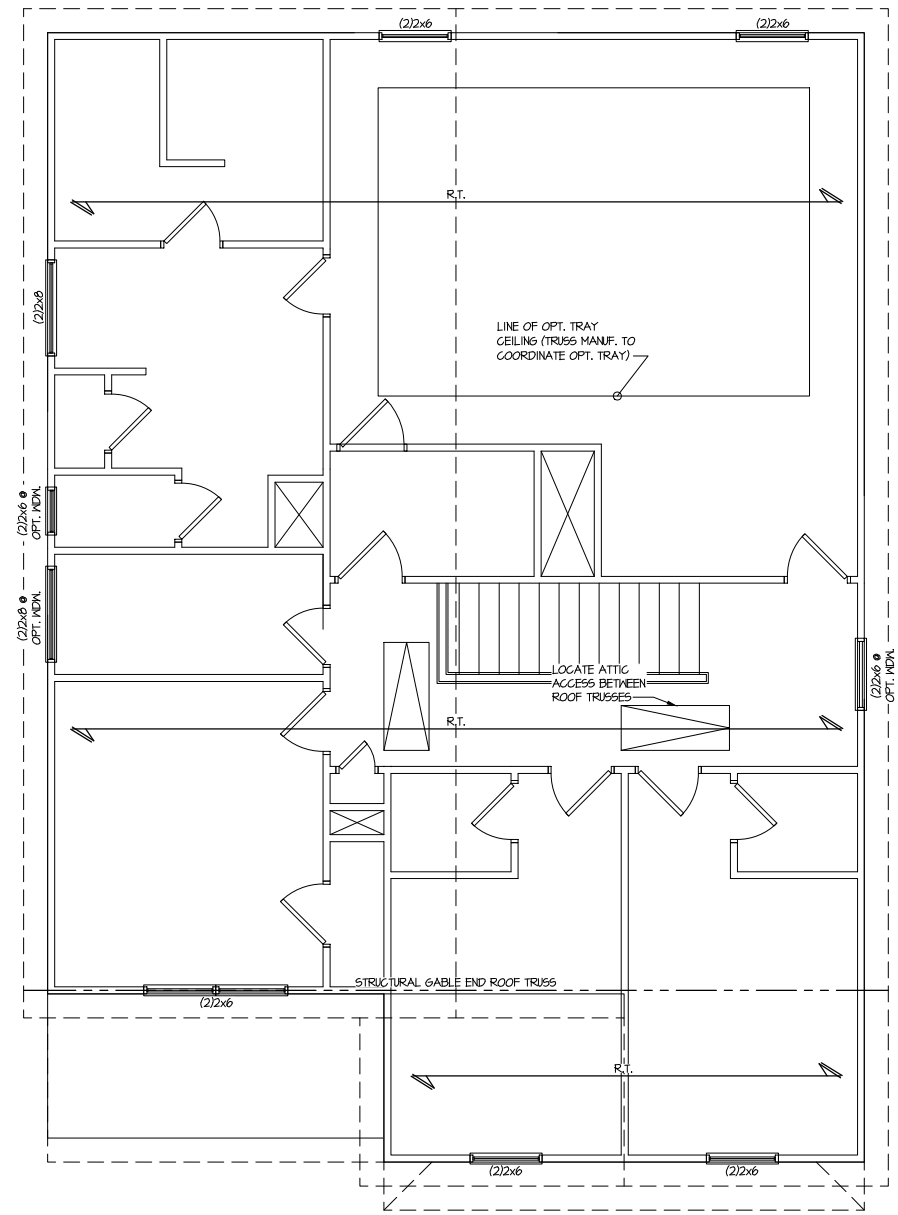 (2)2x6
(2)2x6
R.T.
(2)2x8
LINE OF OPT. TRAY
CEILING (TRUSS MANUF. TO
COORDINATE OPT. TRAY)
(2)2x6 @
OPT. WDW.
(2)2x8 @
OPT. WDW.
LOCATE ATTIC
ACCESS BETWEEN
ROOF TRUSSES
(2)2x6 @
OPT. WDW.
R.T.
STRUCTURAL GABLE END ROOF TRUSS
(2)2x6
R.T.
(2)2x6
(2)2x6